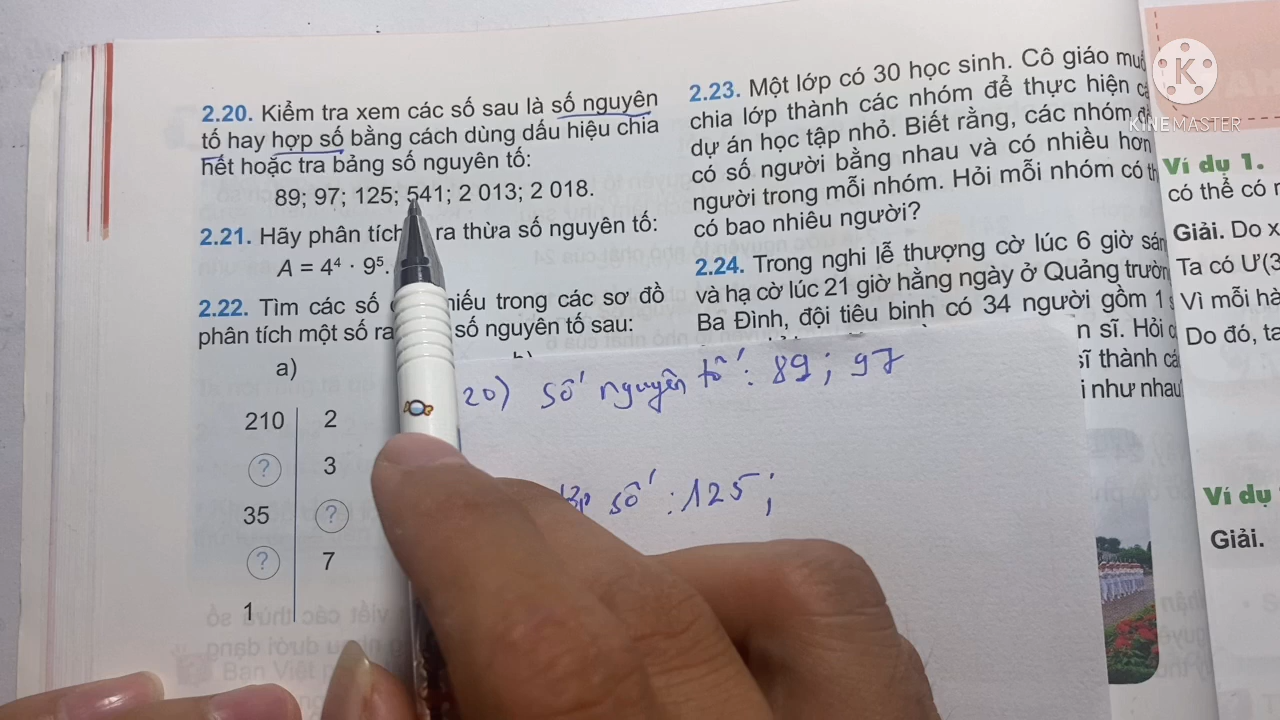 2.20. Kiểm tra xem các số sau là số nguyên
tố hay hợp số bằng cách dùng dấu hiệu chia
hết hoặc tra bảng số nguyên tố:
89; 97; 125; 541; 2 013; 2 018.
2.21. Hãy phân tích ra thừa số nguyên tố:
A = 4⁴ · 9⁵.
2.22. Tìm các số trong các sơ đồ
phân tích một số ra số nguyên tố sau:
a)
210 2
? 3
35 ?
? 7
1
20) số nguyên tố: 89; 97
số: 125;
2.23. Một lớp có 30 học sinh. Cô giáo
chia lớp thành các nhóm để thực hiện
dự án học tập nhỏ. Biết rằng, các nhóm
có số người bằng nhau và có nhiều hơn
người trong mỗi nhóm. Hỏi mỗi nhóm có
có bao nhiêu người?
2.24. Trong nghi lễ thượng cờ lúc 6 giờ
và hạ cờ lúc 21 giờ hằng ngày ở Quảng
Ba Đình, đội tiêu binh có 34 người gồm 1
n sĩ. Hỏi
sĩ thành
i như nhau
K
KINEMASTER
Ví dụ 1.
có thể có
Giải. Do x
Ta có Ư(3
Vì mỗi
Do đó,
Ví dụ
Giải.